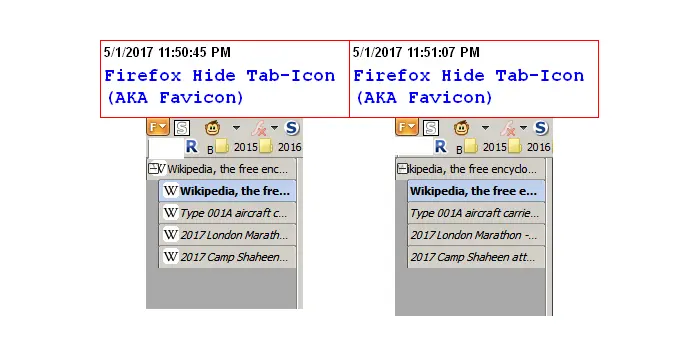 5/1/2017 11:50:45 PM
Firefox Hide Tab-Icon
(AKA Favicon)
F S S
R B 2015 2016
W Wikipedia, the free enc...
W Wikipedia, the fre...
W Type 001A aircraft c...
W 2017 London Marath...
W 2017 Camp Shaheen...
5/1/2017 11:51:07 PM
Firefox Hide Tab-Icon
(AKA Favicon)
F S S
R B 2015 2016
ikipedia, the free encyclo...
Wikipedia, the free e...
Type 001A aircraft carrie...
2017 London Marathon -...
2017 Camp Shaheen att...